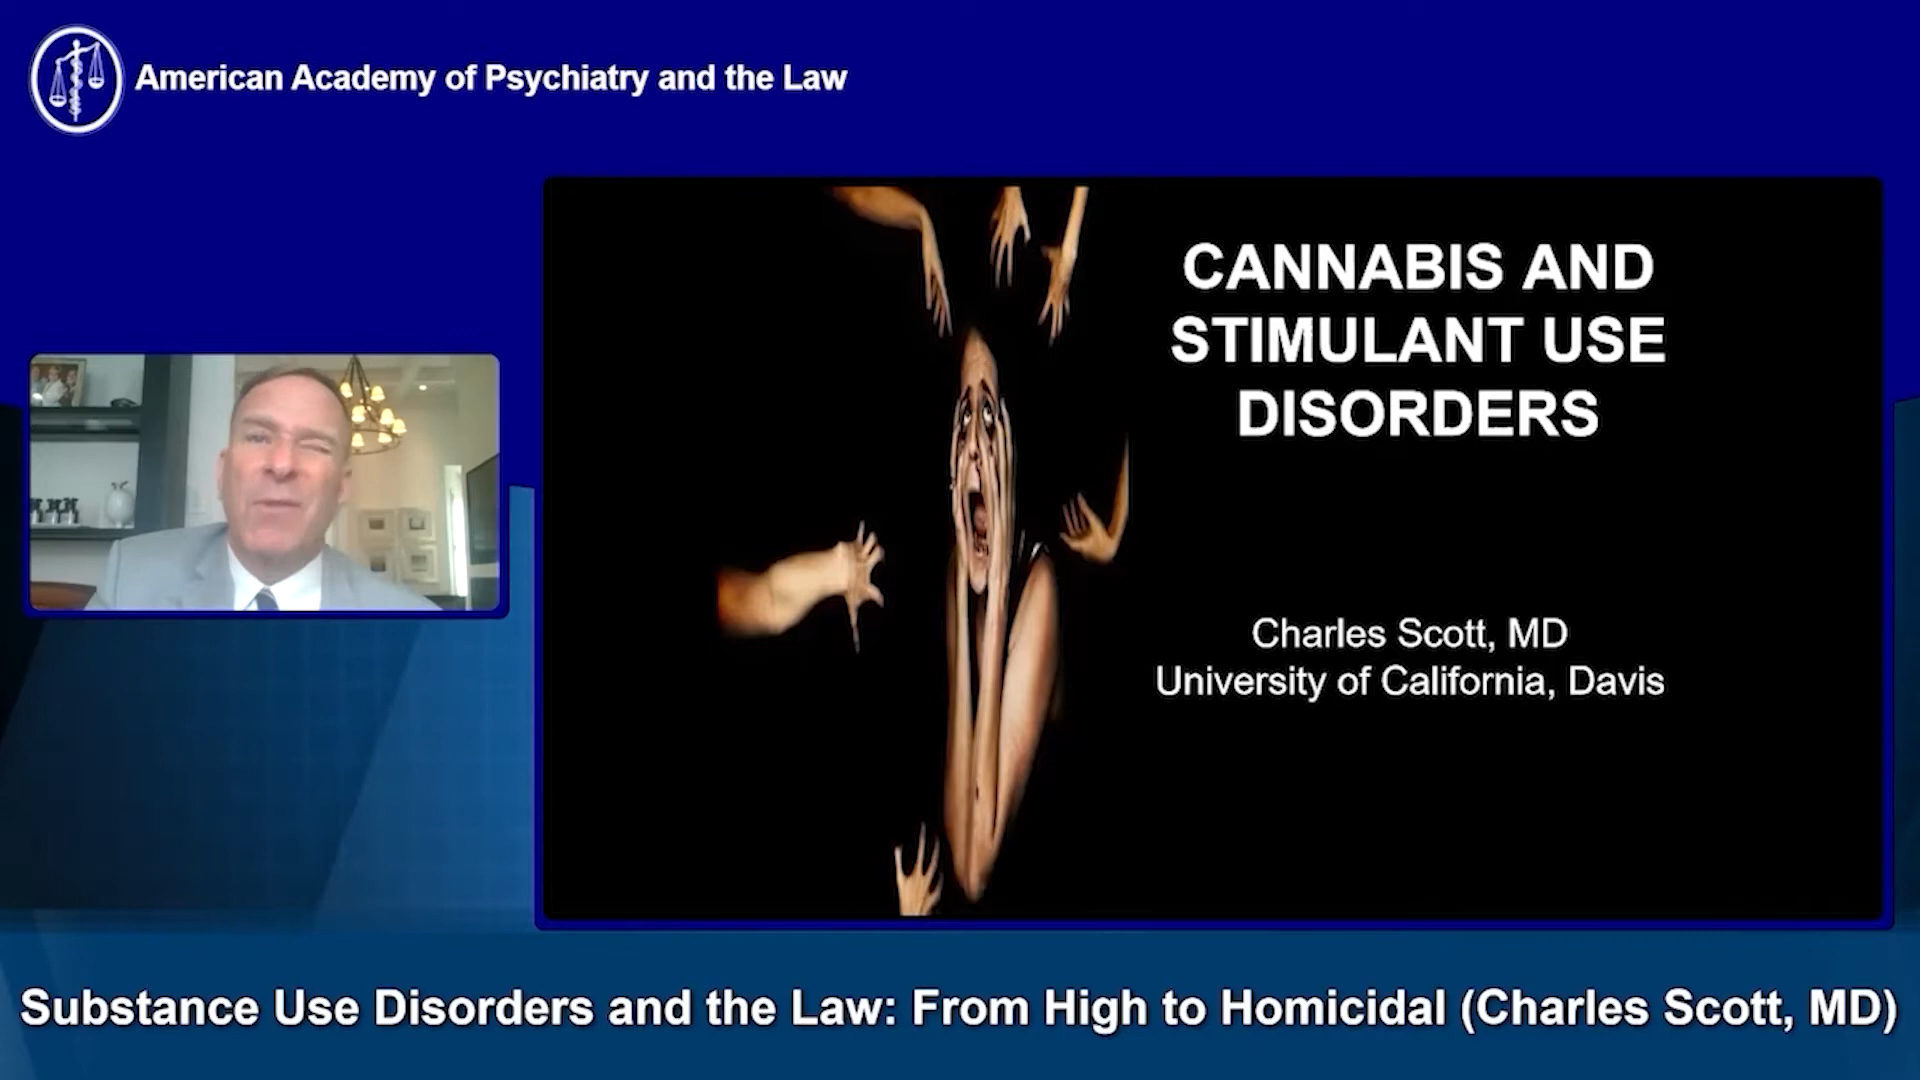 American Academy of Psychiatry and the Law
CANNABIS AND
STIMULANT USE
DISORDERS
Charles Scott, MD
University of California, Davis
Substance Use Disorders and the Law: From High to Homicidal (Charles Scott, MD)